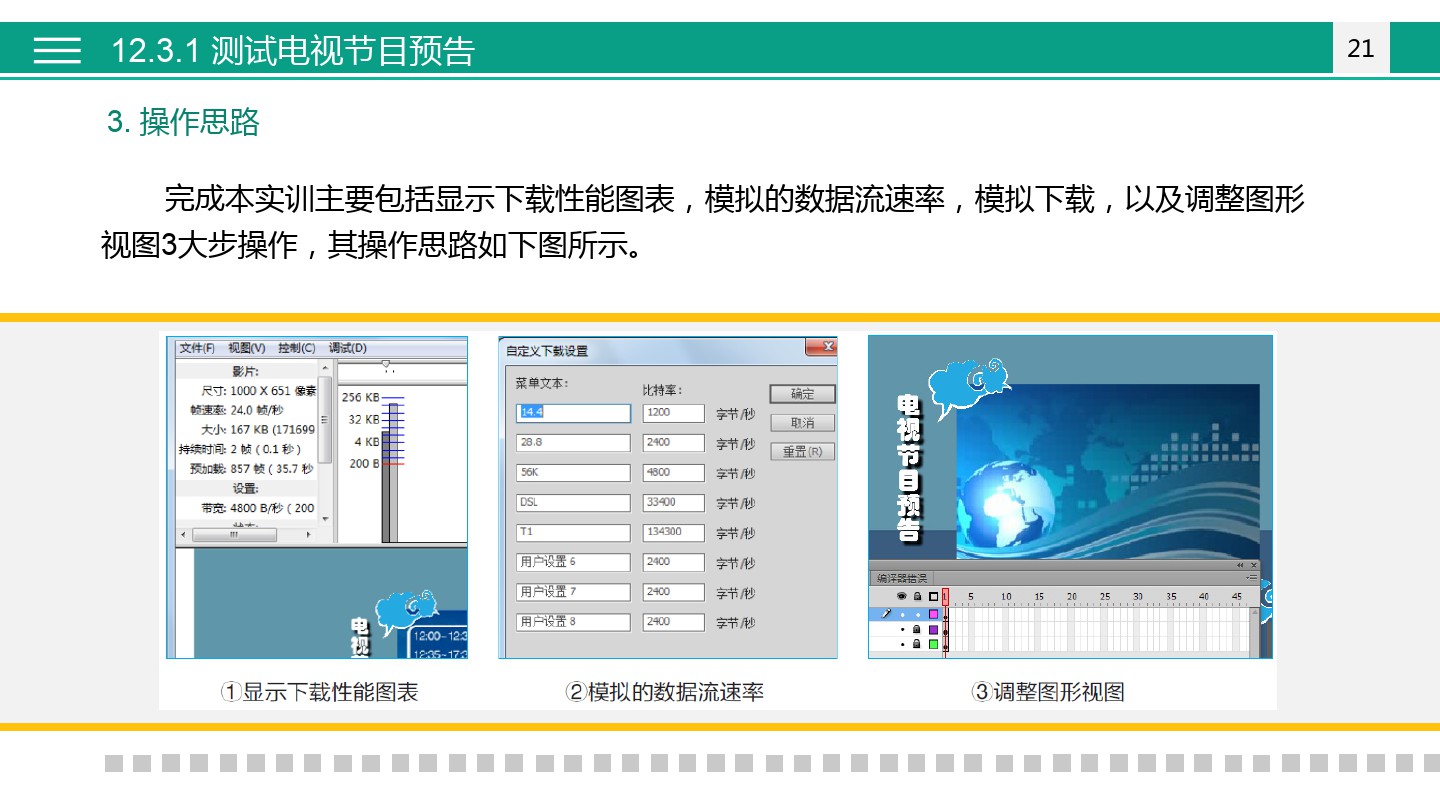 12.3.1 测试电视节目预告
21
3. 操作思路
完成本实训主要包括显示下载性能图表，模拟的数据流速率，模拟下载，以及调整图形
视图3大步操作，其操作思路如下图所示。
文件(F) 视图(V) 控制(C) 调试(D)
影片:
尺寸: 1000 X 651 像素
帧速率: 24.0 帧/秒
大小: 167 KB (171699
持续时间: 2 帧 ( 0.1 秒 )
预加载: 857 帧 ( 35.7 秒
设置:
带宽: 4800 B/秒 ( 200
256 KB
32 KB
4 KB
200 B
电视
12:00~12:3
12:35~17:3
①显示下载性能图表
自定义下载设置
菜单文本: 比特率: 确定
14.4 1200 字节/秒
取消
28.8 2400 字节/秒
重置(R)
56K 4800 字节/秒
DSL 33400 字节/秒
T1 134300 字节/秒
用户设置 6 2400 字节/秒
用户设置 7 2400 字节/秒
用户设置 8 2400 字节/秒
②模拟的数据流速率
电视节目预告
编译器错误
1 5 10 15 20 25 30 35 40 45
③调整图形视图